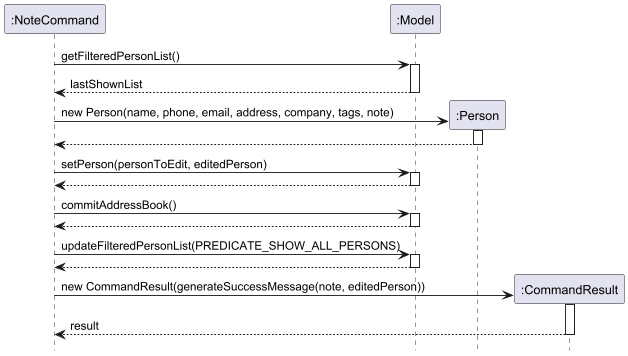 :NoteCommand
:Model
getFilteredPersonList()
lastShownList
new Person(name, phone, email, address, company, tags, note)
:Person
setPerson(personToEdit, editedPerson)
commitAddressBook()
updateFilteredPersonList(PREDICATE_SHOW_ALL_PERSONS)
new CommandResult(generateSuccessMessage(note, editedPerson))
:CommandResult
result